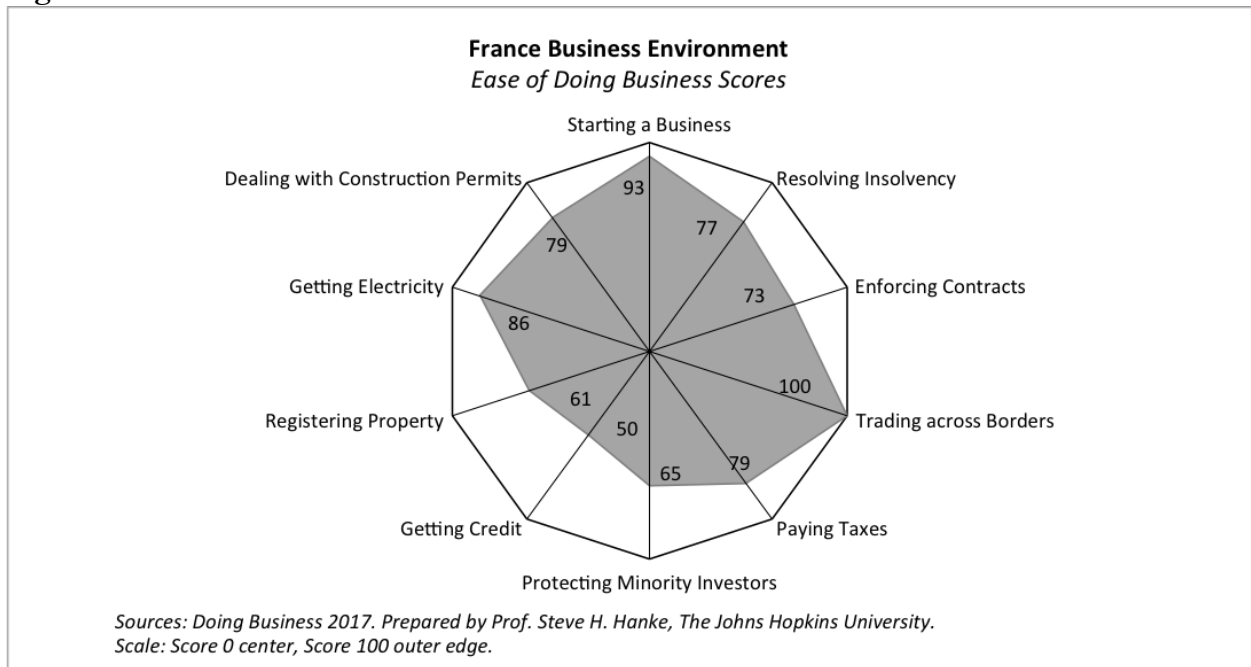 France Business Environment
Ease of Doing Business Scores
Starting a Business
Dealing with Construction Permits
Resolving Insolvency
93
77
79
Getting Electricity
73
Enforcing Contracts
86
100
61
Registering Property
50
Trading across Borders
65
79
Getting Credit
Paying Taxes
Protecting Minority Investors
Sources: Doing Business 2017. Prepared by Prof. Steve H. Hanke, The Johns Hopkins University.
Scale: Score 0 center, Score 100 outer edge.